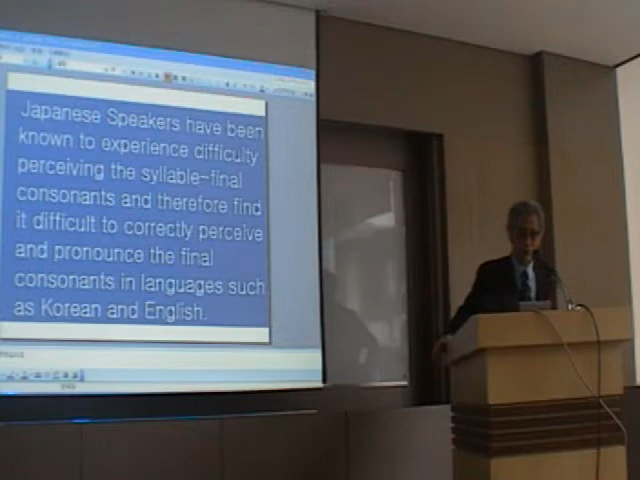 Japanese Speakers have been
known to experience difficulty
perceiving the syllable-final
consonants and therefore find
it difficult to correctly perceive
and pronounce the final
consonants in languages such
as Korean and English.